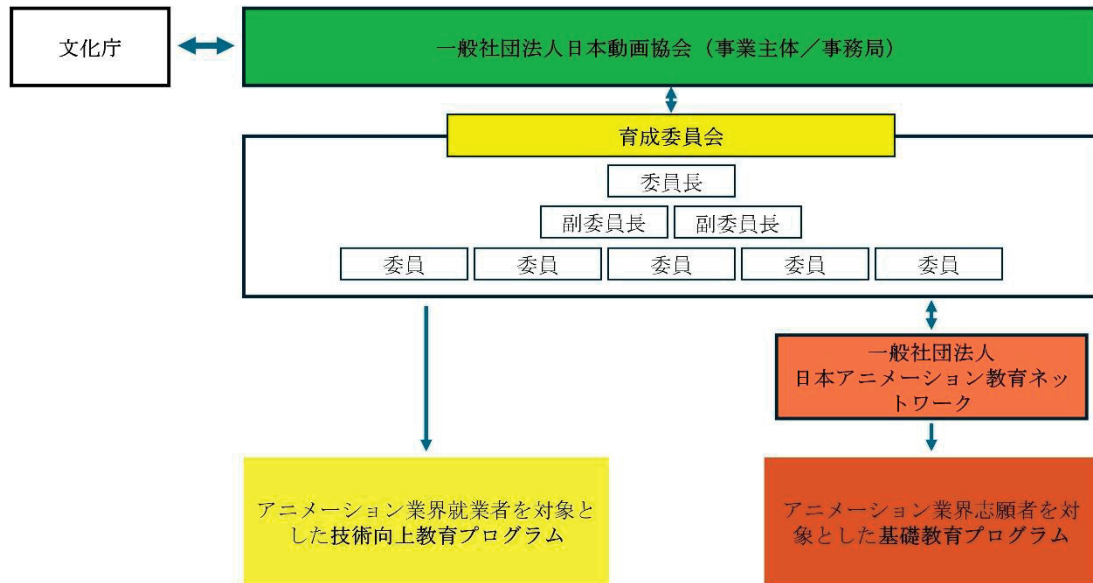 文化庁
一般社団法人日本動画協会（事業主体／事務局）
育成委員会
委員長
副委員長
副委員長
委員
委員
委員
委員
委員
一般社団法人
日本アニメーション教育ネッ
トワーク
アニメーション業界就業者を対象と
した技術向上教育プログラム
アニメーション業界志願者を対
象とした基礎教育プログラム